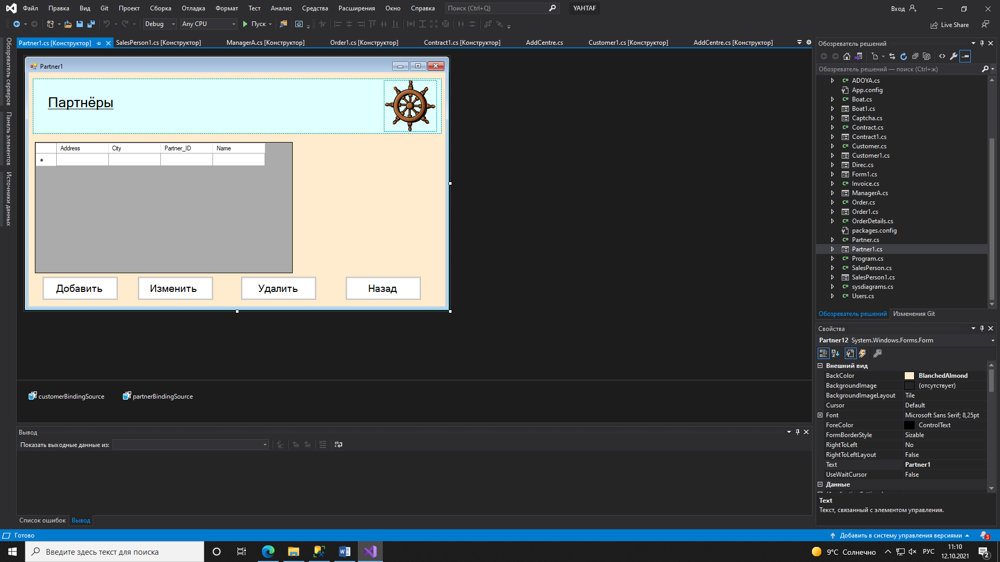 Файл Правка Вид Git Проект Сборка Отладка Формат Тест Анализ Средства Расширения Окно Справка Поиск (Ctrl+Q) YAHTAF Вход
Debug Any CPU Пуск Live Share
Обозреватель серверов
Панель элементов
Источники данных
Partner1.cs [Конструктор] SalesPerson1.cs [Конструктор] ManagerA.cs [Конструктор] Order1.cs [Конструктор] Contract1.cs [Конструктор] AddCentre.cs Customer1.cs [Конструктор] AddCentre.cs [Конструктор]
Partner1
Партнёры
Address City Partner_ID Name
Добавить Изменить Удалить Назад
customerBindingSource partnerBindingSource
Вывод
Показать выходные данные из:
Список ошибок Вывод
Обозреватель решений
Обозреватель решений — поиск (Ctrl+ж)
ADOYA.cs
App.config
Boat.cs
Boat1.cs
Captcha.cs
Contract.cs
Contract1.cs
Customer.cs
Customer1.cs
Direc.cs
Form1.cs
Invoice.cs
ManagerA.cs
Order.cs
Order1.cs
OrderDetails.cs
packages.config
Partner.cs
Partner1.cs
Program.cs
SalesPerson.cs
SalesPerson1.cs
sysdiagrams.cs
Users.cs
Обозреватель решений Изменения Git
Свойства
Partner12 System.Windows.Forms.Form
Внешний вид
BackColor BlanchedAlmond
BackgroundImage (отсутствует)
BackgroundImageLayout Tile
Cursor Default
Font Microsoft Sans Serif; 8,25pt
ForeColor ControlText
FormBorderStyle Sizable
RightToLeft No
RightToLeftLayout False
Text Partner1
UseWaitCursor False
Данные
Text
Текст, связанный с элементом управления.
Готово Добавить в систему управления версиями 3
Введите здесь текст для поиска 9°C Солнечно РУС 11:10
12.10.2021 2